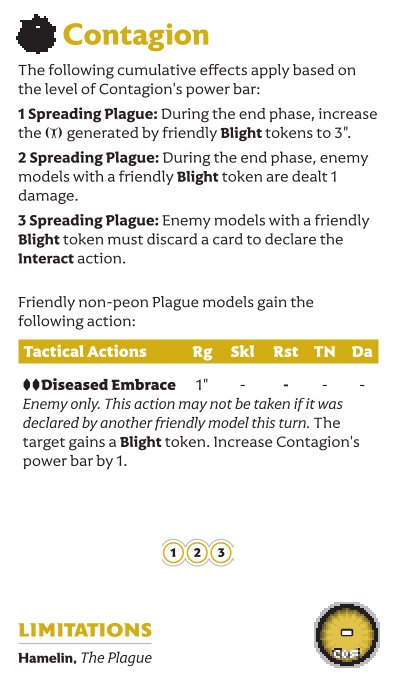 Contagion
The following cumulative effects apply based on
the level of Contagion's power bar:
1 Spreading Plague: During the end phase, increase
the generated by friendly Blight tokens to 3".
2 Spreading Plague: During the end phase, enemy
models with a friendly Blight token are dealt 1
damage.
3 Spreading Plague: Enemy models with a friendly
Blight token must discard a card to declare the
Interact action.
Friendly non-peon Plague models gain the
following action:
Tactical Actions Rg Skl Rst TN Da
Diseased Embrace 1" - - - -
Enemy only. This action may not be taken if it was
declared by another friendly model this turn. The
target gains a Blight token. Increase Contagion's
power bar by 1.
1 2 3
LIMITATIONS
Hamelin, The Plague